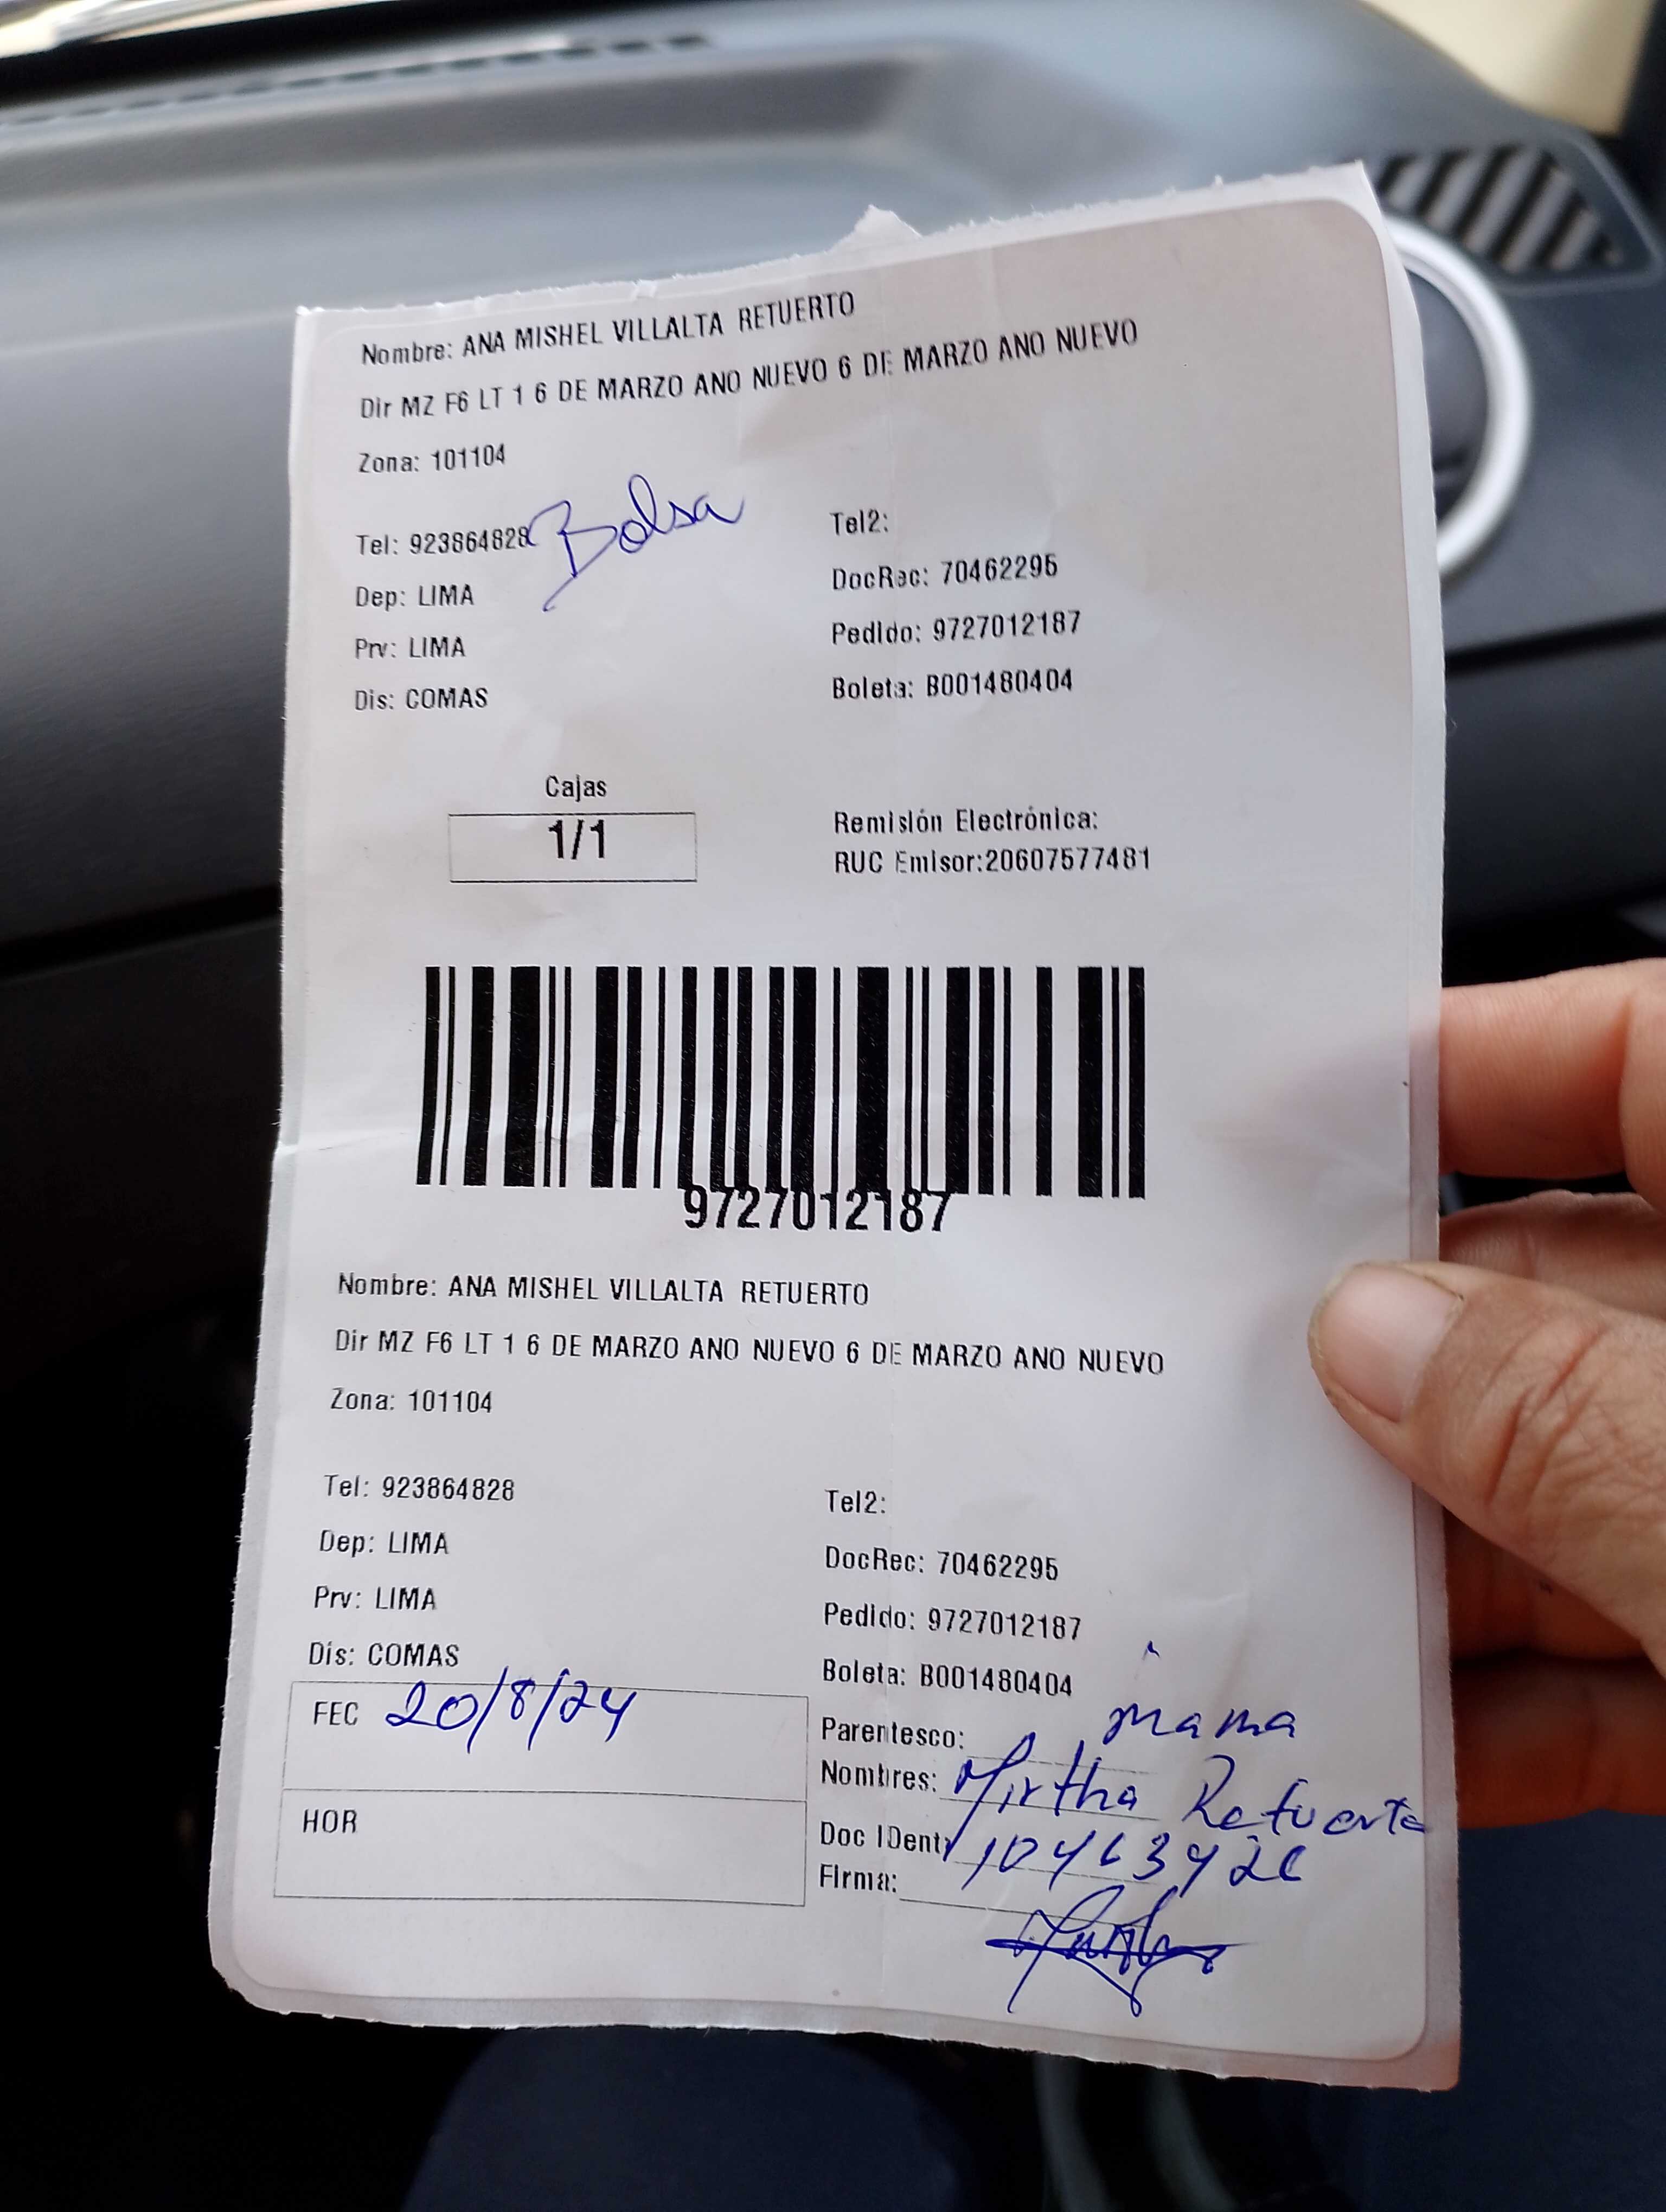 Nombre: ANA MISHEL VILLALTA RETUERTO
Dir MZ F6 LT 1 6 DE MARZO ANO NUEVO 6 DE MARZO ANO NUEVO
Zona: 101104
Bolsa
Tel: 923864828
Tel2:
Dep: LIMA
DocRec: 70462295
Prv: LIMA
Pedido: 9727012187
Dis: COMAS
Boleta: B001480404
Cajas
1/1
Remisión Electrónica:
RUC Emisor:20607577481
9727012187
Nombre: ANA MISHEL VILLALTA RETUERTO
Dir MZ F6 LT 1 6 DE MARZO ANO NUEVO 6 DE MARZO ANO NUEVO
Zona: 101104
Tel: 923864828
Tel2:
Dep: LIMA
DocRec: 70462295
Prv: LIMA
Pedido: 9727012187
Dis: COMAS
Boleta: B001480404
FEC 20/8/24
Parentesco: mama
Nombres: Mirtha Retuerto
HOR
Doc IDent:
Firma: